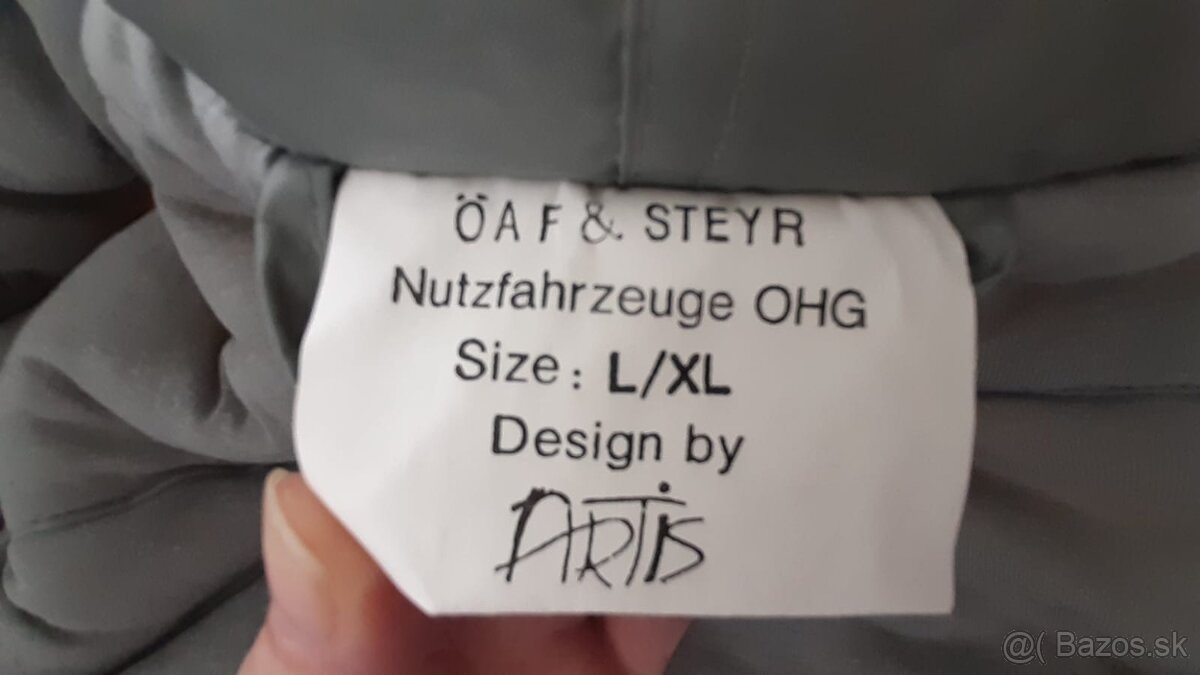 ÖAF & STEYR
Nutzfahrzeuge OHG
Size: L/XL
Design by
ARTIS
@( Bazos.sk